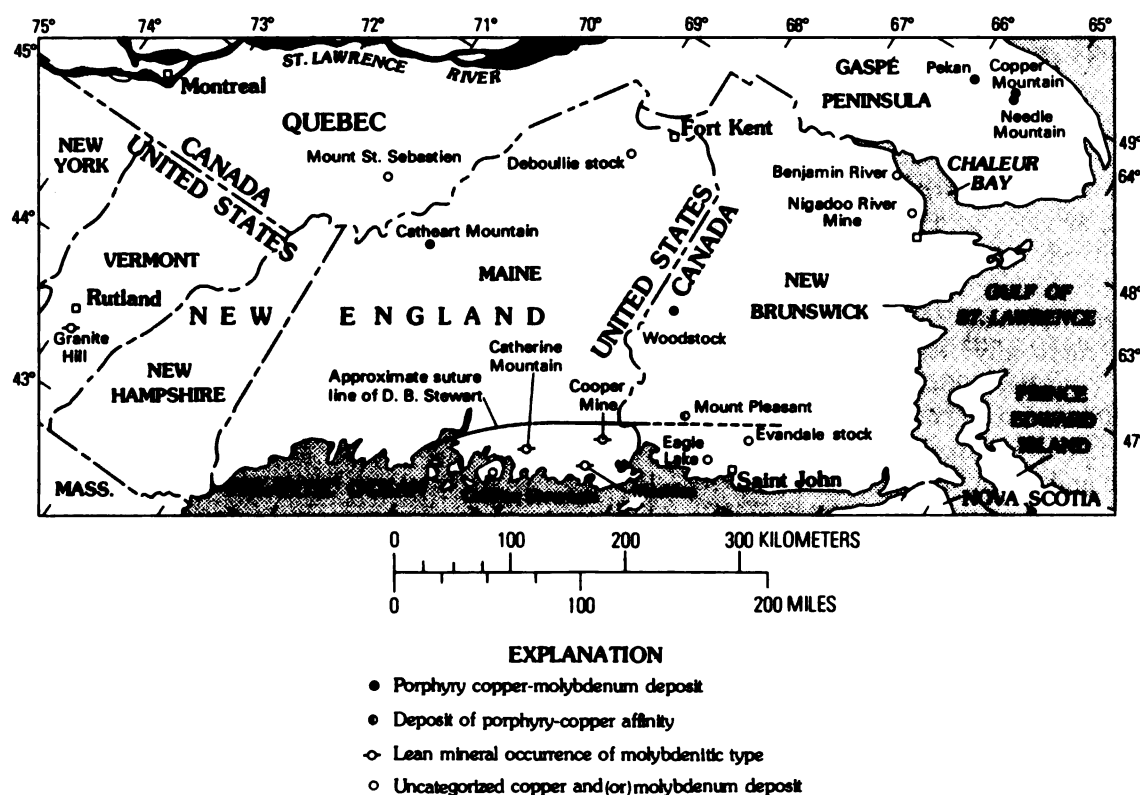 75° 74° 73° 72° 71° 70° 69° 68° 67° 66° 65°
45°
ST. LAWRENCE RIVER
Montreal
GASPÉ
PENINSULA
Pekan
Copper
Mountain
Needle
Mountain
QUEBEC
Fort Kent
NEW
YORK
CANADA
UNITED STATES
Mount St. Sebastien
Deboullie stock
Benjamin River
CHALEUR
BAY
49°
64°
Nigadoo River
Mine
44°
Catheart Mountain
UNITED STATES
CANADA
VERMONT
MAINE
NEW
BRUNSWICK
Rutland
NEW ENGLAND
48°
GULF OF
ST. LAWRENCE
Granite
Hill
Woodstock
63°
Catherine
Mountain
43°
NEW
HAMPSHIRE
Approximate suture
line of D. B. Stewart
Cooper
Mine
PRINCE
EDWARD
ISLAND
Mount Pleasant
Evandale stock
47°
Eagle
Lake
Saint John
MASS.
NOVA SCOTIA
0 100 200 300 KILOMETERS
0 100 200 MILES
EXPLANATION
Porphyry copper-molybdenum deposit
Deposit of porphyry-copper affinity
Lean mineral occurrence of molybdenitic type
Uncategorized copper and (or) molybdenum deposit